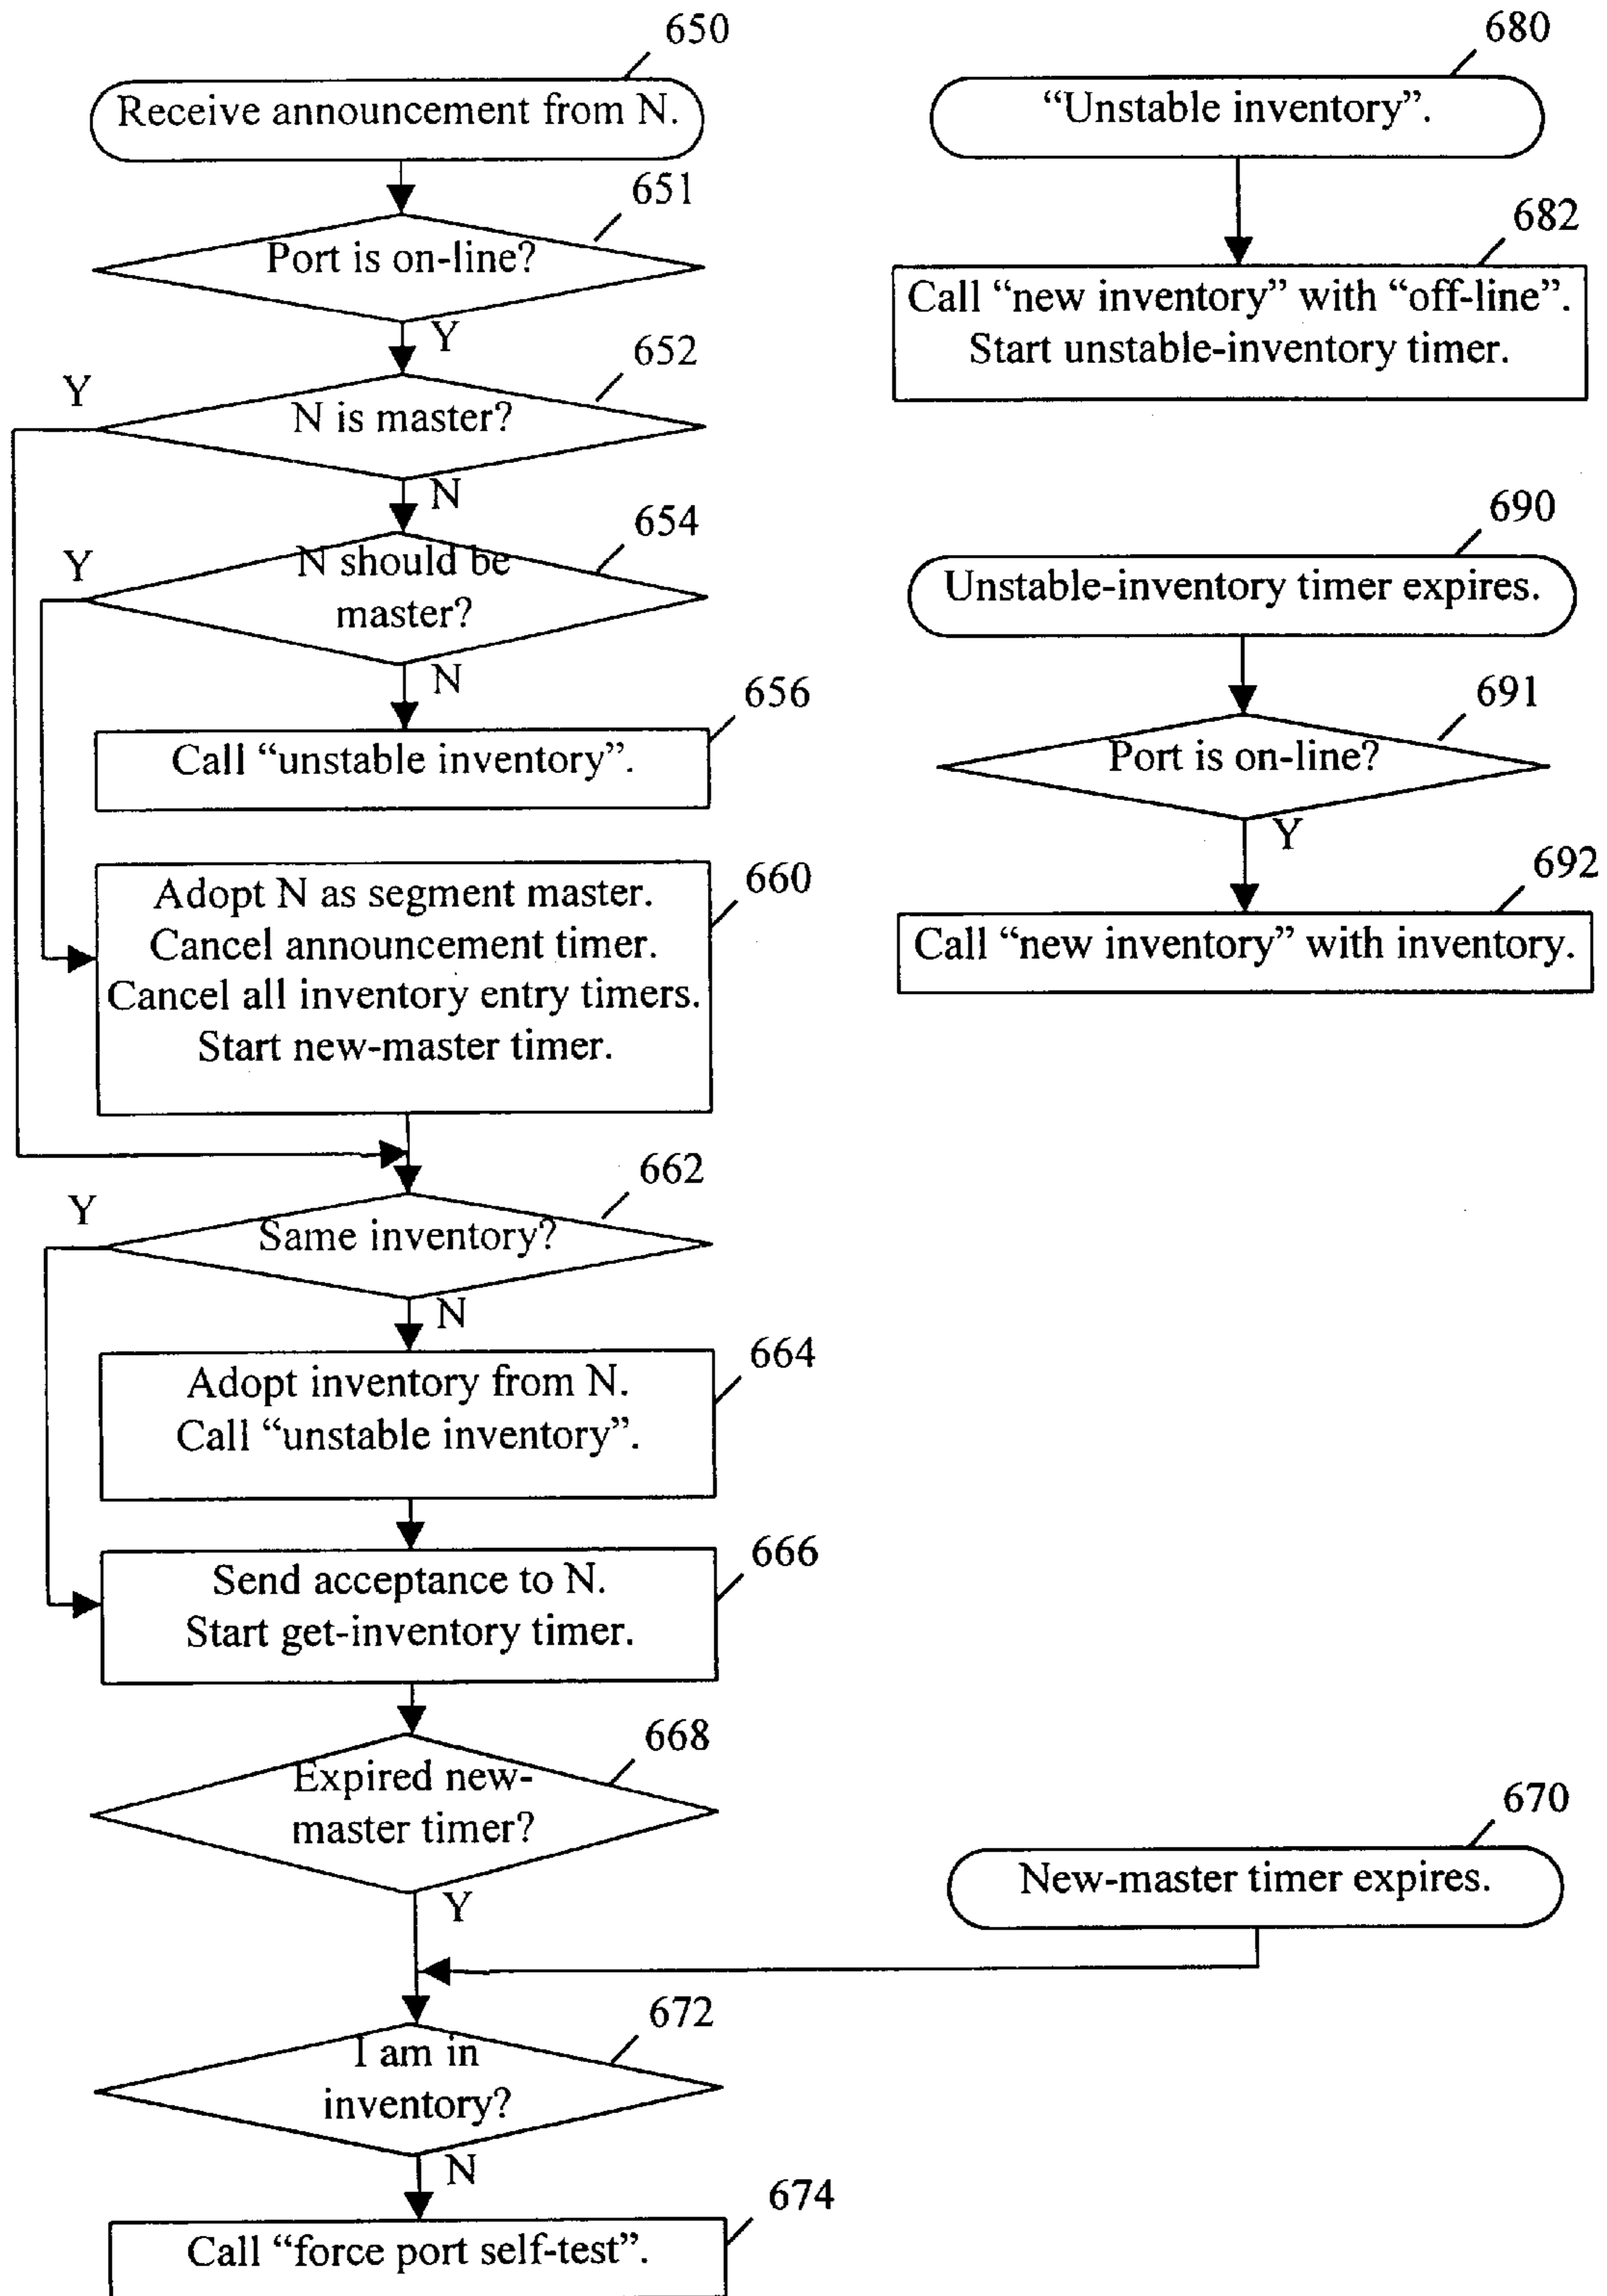 650
Receive announcement from N.
651
Port is on-line?
Y
652
Y
N is master?
N
654
Y
N should be
master?
N
656
Call “unstable inventory”.
660
Adopt N as segment master.
Cancel announcement timer.
Cancel all inventory entry timers.
Start new-master timer.
662
Y
Same inventory?
N
664
Adopt inventory from N.
Call “unstable inventory”.
666
Send acceptance to N.
Start get-inventory timer.
668
Expired new-
master timer?
Y
670
New-master timer expires.
672
I am in
inventory?
N
674
Call “force port self-test”.
680
“Unstable inventory”.
682
Call “new inventory” with “off-line”.
Start unstable-inventory timer.
690
Unstable-inventory timer expires.
691
Port is on-line?
Y
692
Call “new inventory” with inventory.